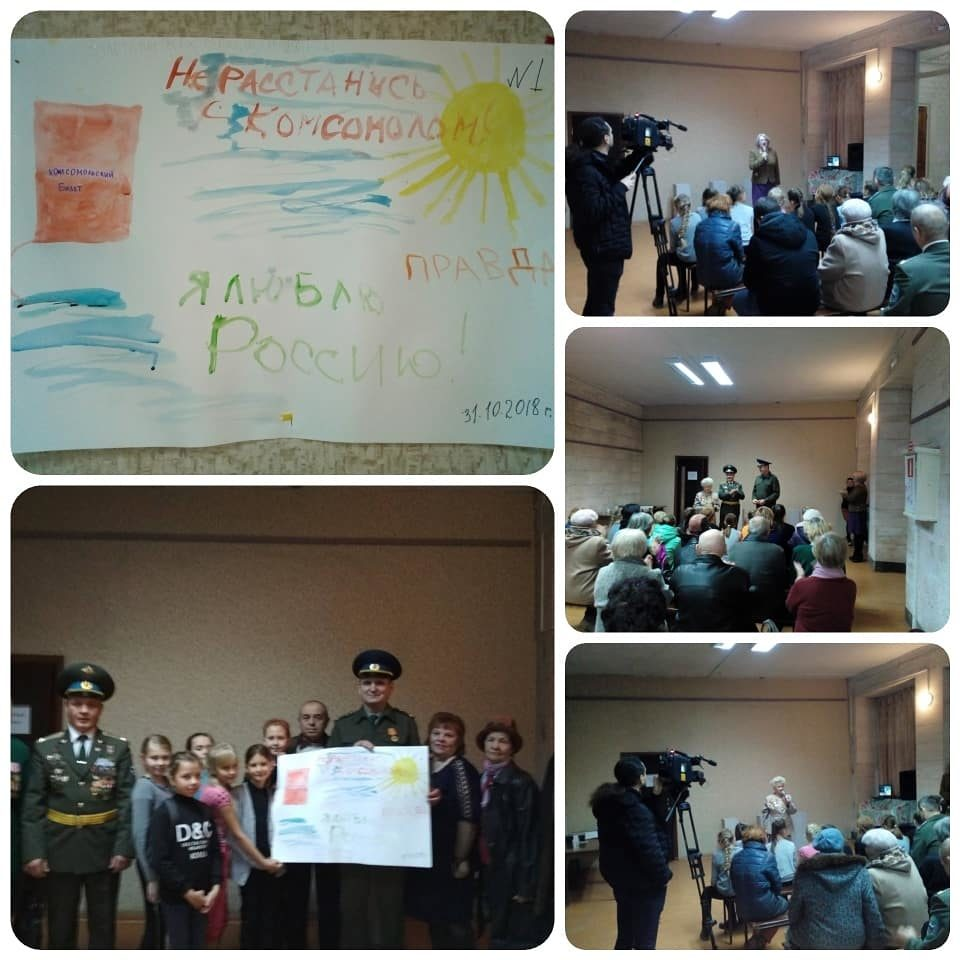 НЕ РАССТАНУСЬ
С КОМСОМОЛОМ!
№1
КОМСОМОЛЬСКИЙ
БИЛЕТ
ПРАВДА
Я ЛЮБЛЮ
РОССИЮ!
31.10.2018 г.
D&G